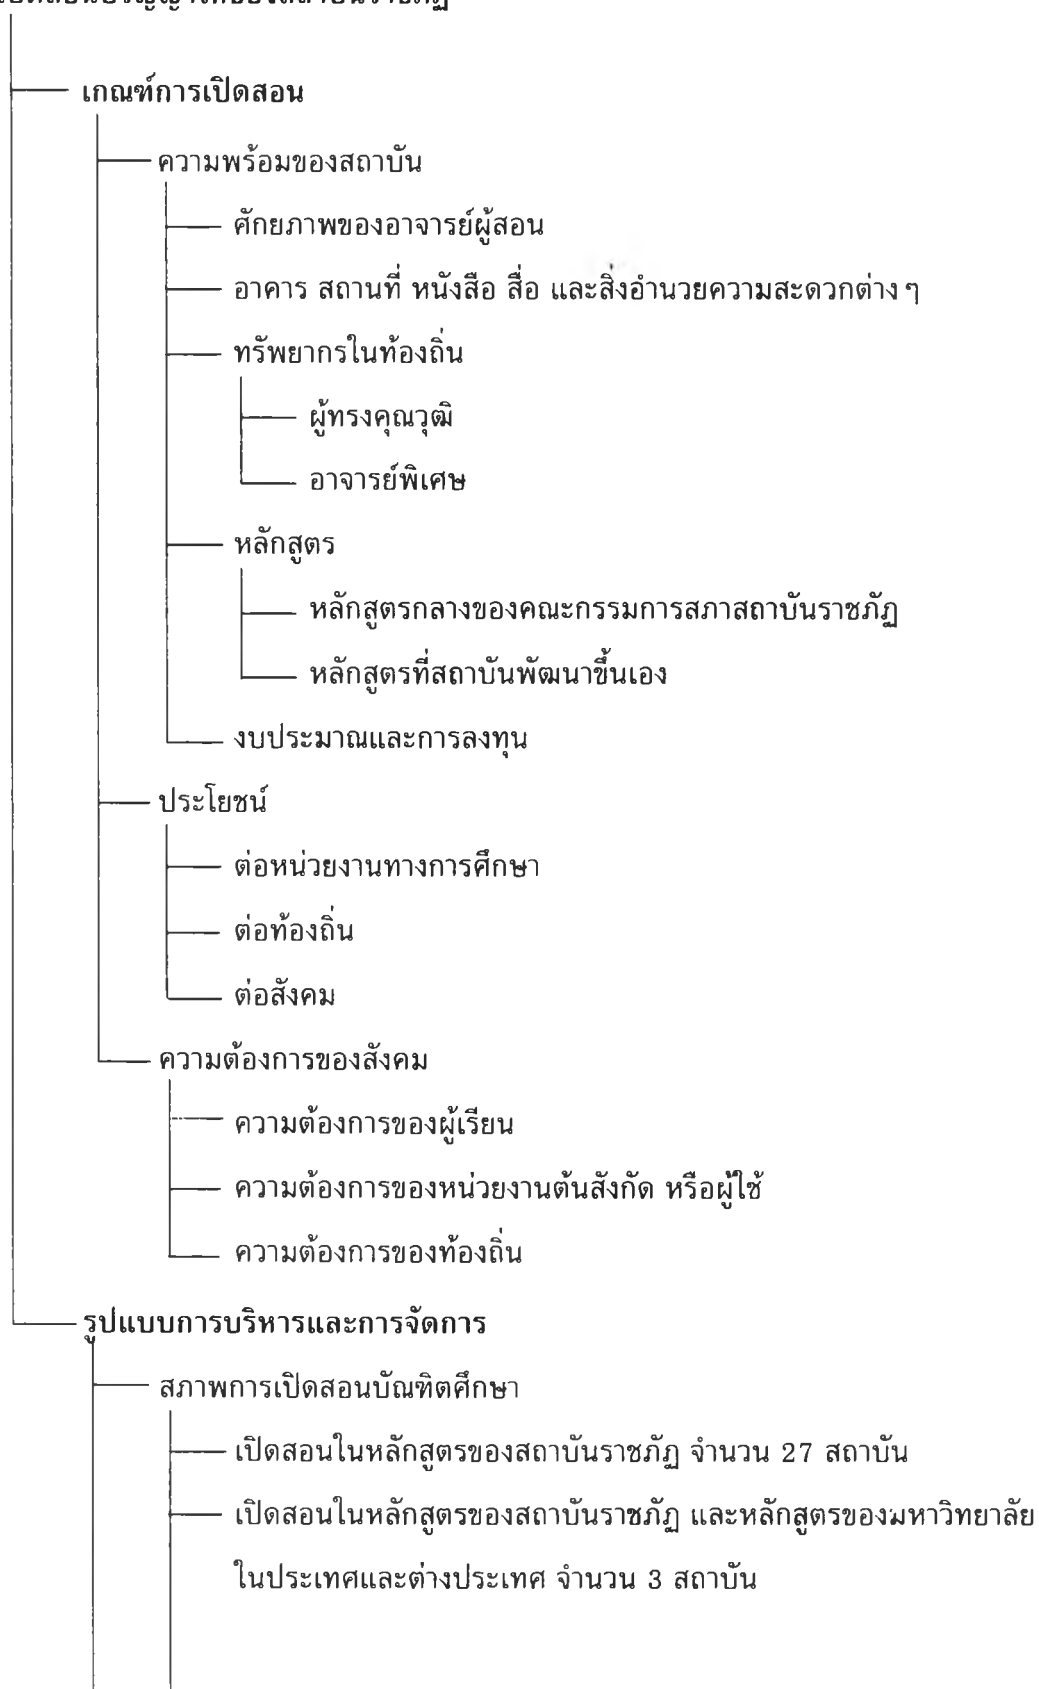 เกณฑ์การเปิดสอน
ความพร้อมของสถาบัน
ศักยภาพของอาจารย์ผู้สอน
อาคาร สถานที่ หนังสือ สื่อ และสิ่งอำนวยความสะดวกต่าง ๆ
ทรัพยากรในท้องถิ่น
ผู้ทรงคุณวุฒิ
อาจารย์พิเศษ
หลักสูตร
หลักสูตรกลางของคณะกรรมการสภาสถาบันราชภัฏ
หลักสูตรที่สถาบันพัฒนาขึ้นเอง
งบประมาณและการลงทุน
ประโยชน์
ต่อหน่วยงานทางการศึกษา
ต่อท้องถิ่น
ต่อสังคม
ความต้องการของสังคม
ความต้องการของผู้เรียน
ความต้องการของหน่วยงานต้นสังกัด หรือผู้ใช้
ความต้องการของท้องถิ่น
รูปแบบการบริหารและการจัดการ
สภาพการเปิดสอนบัณฑิตศึกษา
เปิดสอนในหลักสูตรของสถาบันราชภัฏ จำนวน 27 สถาบัน
เปิดสอนในหลักสูตรของสถาบันราชภัฏ และหลักสูตรของมหาวิทยาลัย
ในประเทศและต่างประเทศ จำนวน 3 สถาบัน